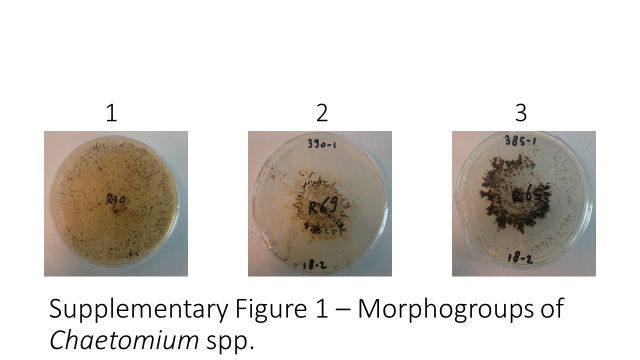 1 2 3
390-1
385-1
R10
R69
18-2
18-2
Supplementary Figure 1 – Morphogroups of
Chaetomium spp.